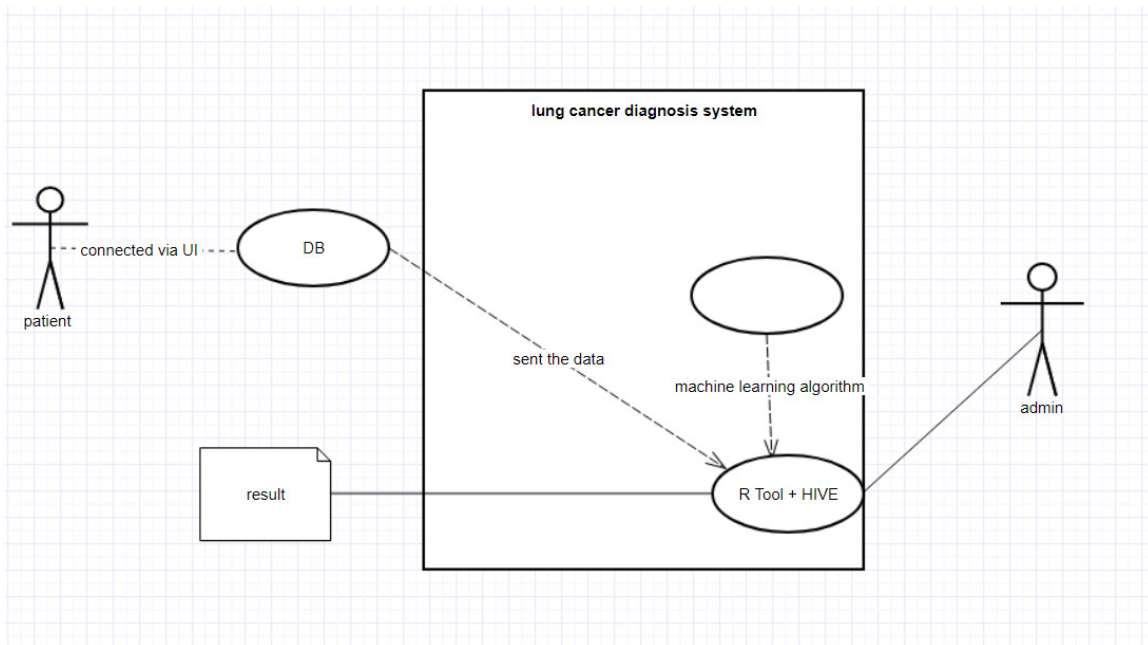 lung cancer diagnosis system
connected via UI
DB
patient
sent the data
machine learning algorithm
admin
result
R Tool + HIVE